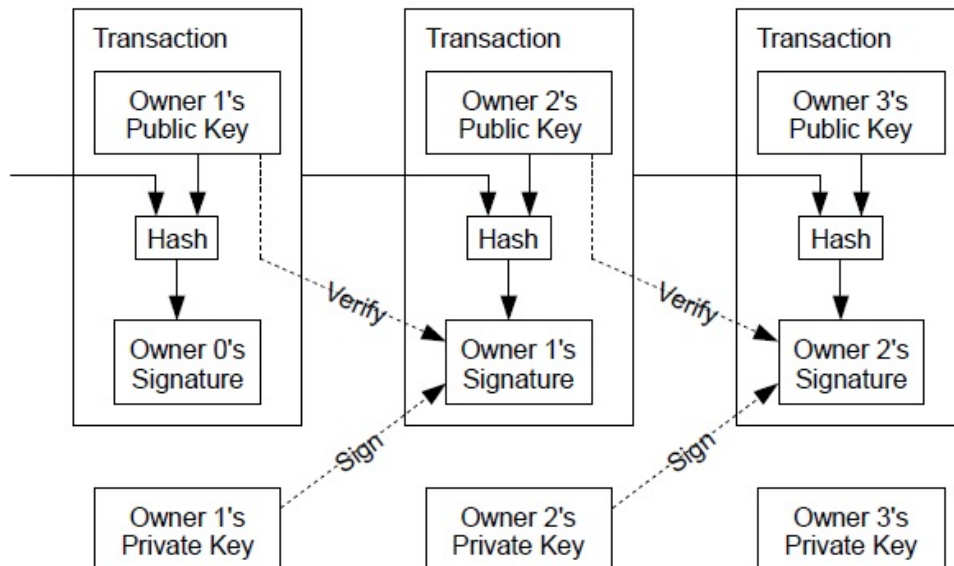 Transaction
Transaction
Transaction
Owner 1's
Public Key
Owner 2's
Public Key
Owner 3's
Public Key
Hash
Hash
Hash
Verify
Verify
Owner 0's
Signature
Owner 1's
Signature
Owner 2's
Signature
Sign
Sign
Owner 1's
Private Key
Owner 2's
Private Key
Owner 3's
Private Key